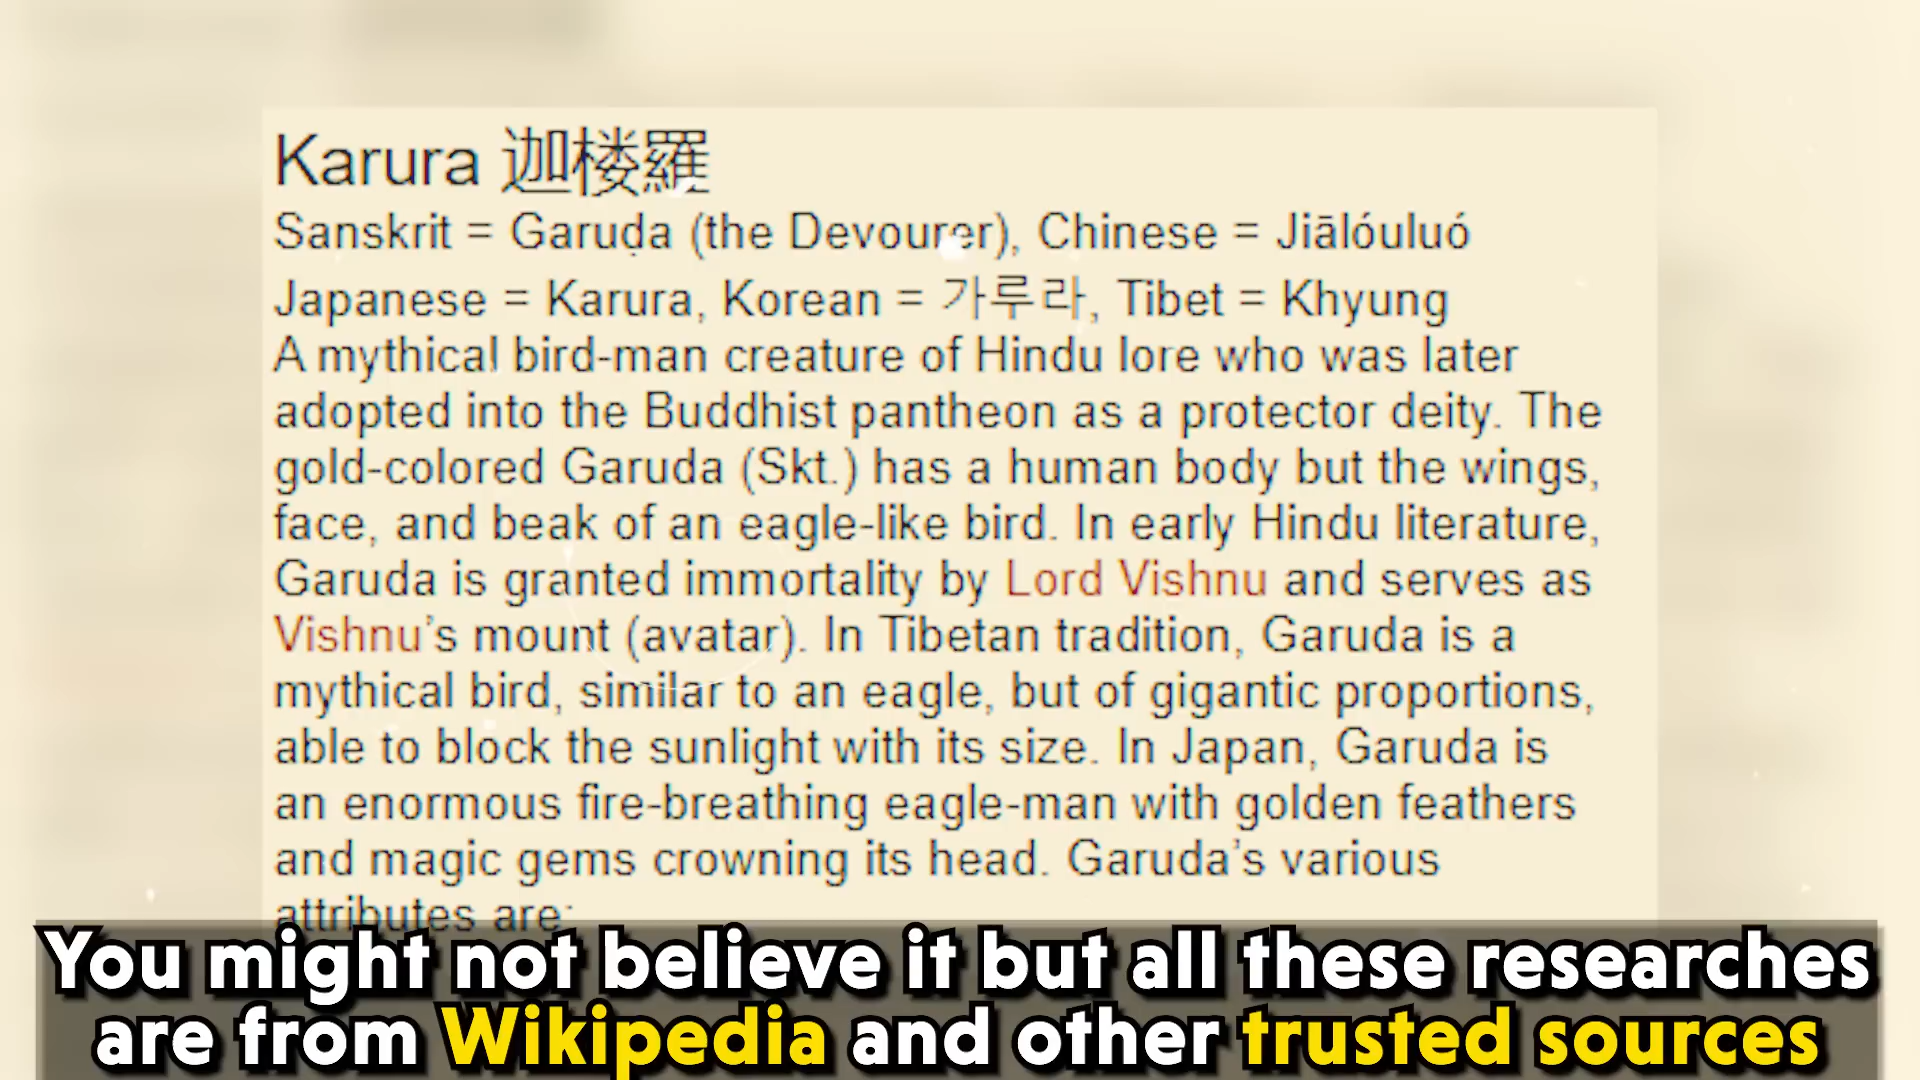 Karura 迦楼羅
Sanskrit = Garuḍa (the Devourer), Chinese = Jiālóuluó
Japanese = Karura, Korean = 가루라, Tibet = Khyung
A mythical bird-man creature of Hindu lore who was later
adopted into the Buddhist pantheon as a protector deity. The
gold-colored Garuda (Skt.) has a human body but the wings,
face, and beak of an eagle-like bird. In early Hindu literature,
Garuda is granted immortality by Lord Vishnu and serves as
Vishnu's mount (avatar). In Tibetan tradition, Garuda is a
mythical bird, similar to an eagle, but of gigantic proportions,
able to block the sunlight with its size. In Japan, Garuda is
an enormous fire-breathing eagle-man with golden feathers
and magic gems crowning its head. Garuda's various
attributes are:
You might not believe it but all these researches
are from Wikipedia and other trusted sources